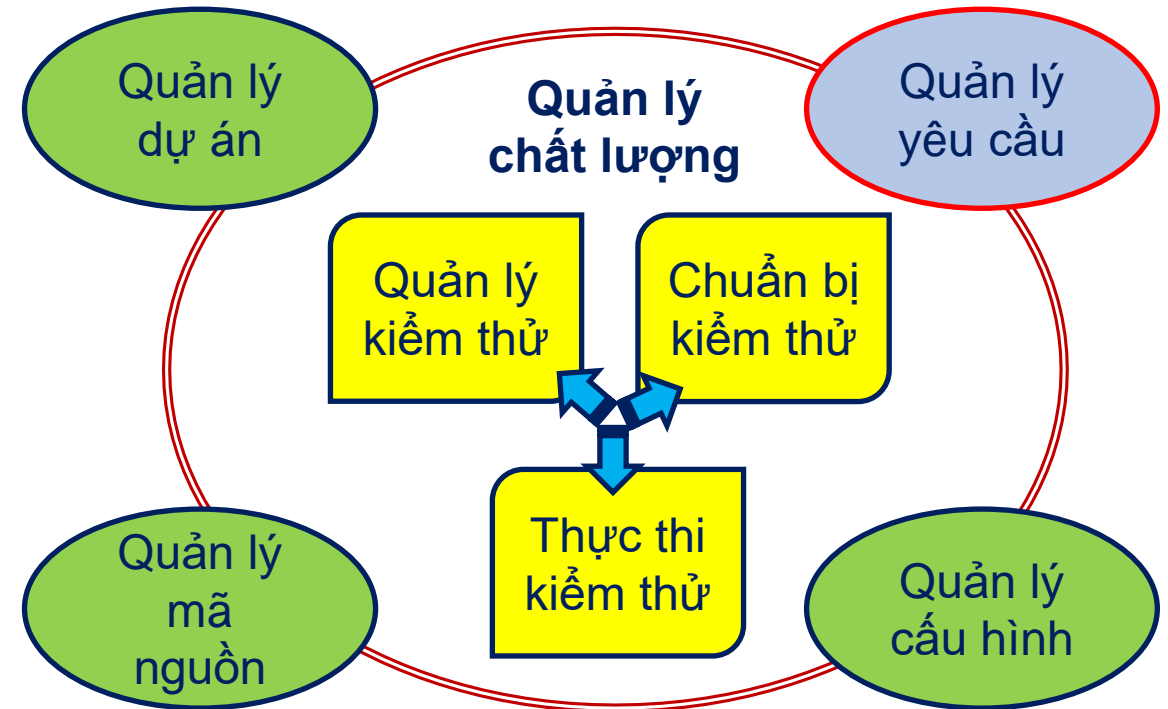 Quản lý
dự án
Quản lý
chất lượng
Quản lý
yêu cầu
Quản lý
kiểm thử
Chuẩn bị
kiểm thử
Thực thi
kiểm thử
Quản lý
mã
nguồn
Quản lý
cấu hình